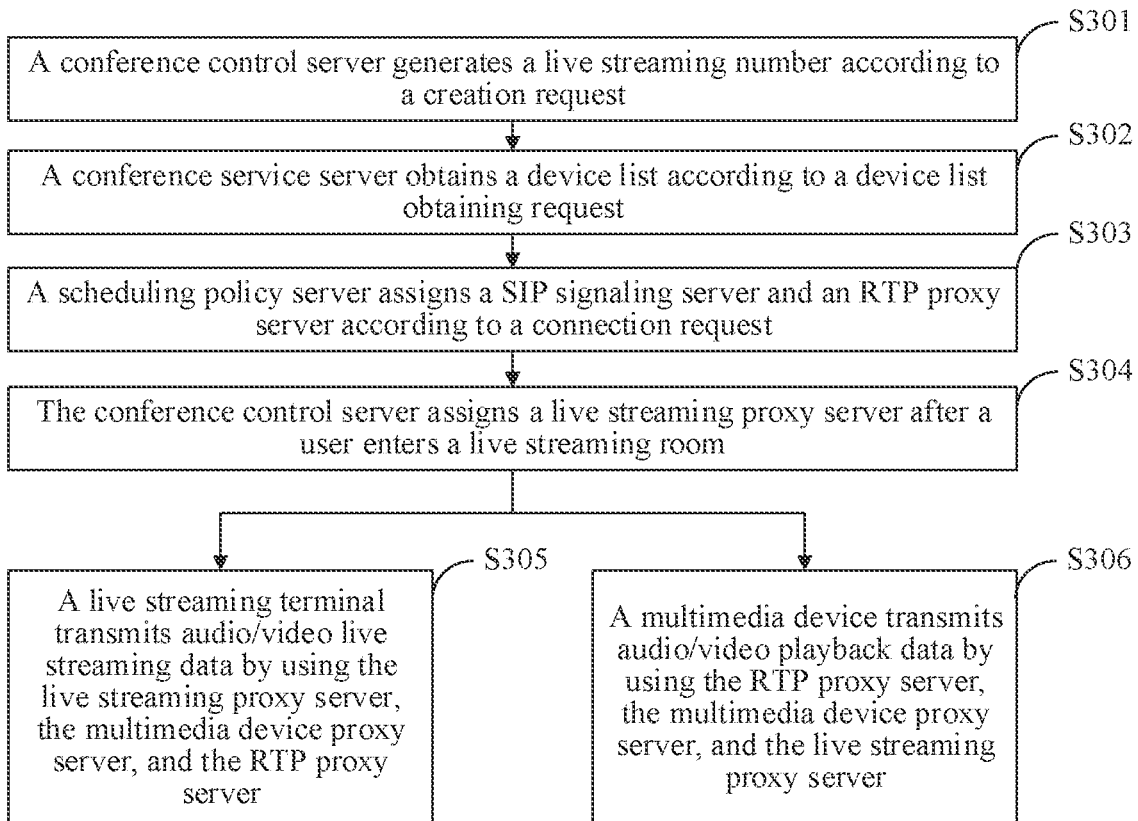 S301
A conference control server generates a live streaming number according to
a creation request
S302
A conference service server obtains a device list according to a device list
obtaining request
S303
A scheduling policy server assigns a SIP signaling server and an RTP proxy
server according to a connection request
S304
The conference control server assigns a live streaming proxy server after a
user enters a live streaming room
S305
A live streaming terminal
transmits audio/video live
streaming data by using the
live streaming proxy server,
the multimedia device proxy
server, and the RTP proxy
server
S306
A multimedia device transmits
audio/video playback data by
using the RTP proxy server,
the multimedia device proxy
server, and the live streaming
proxy server